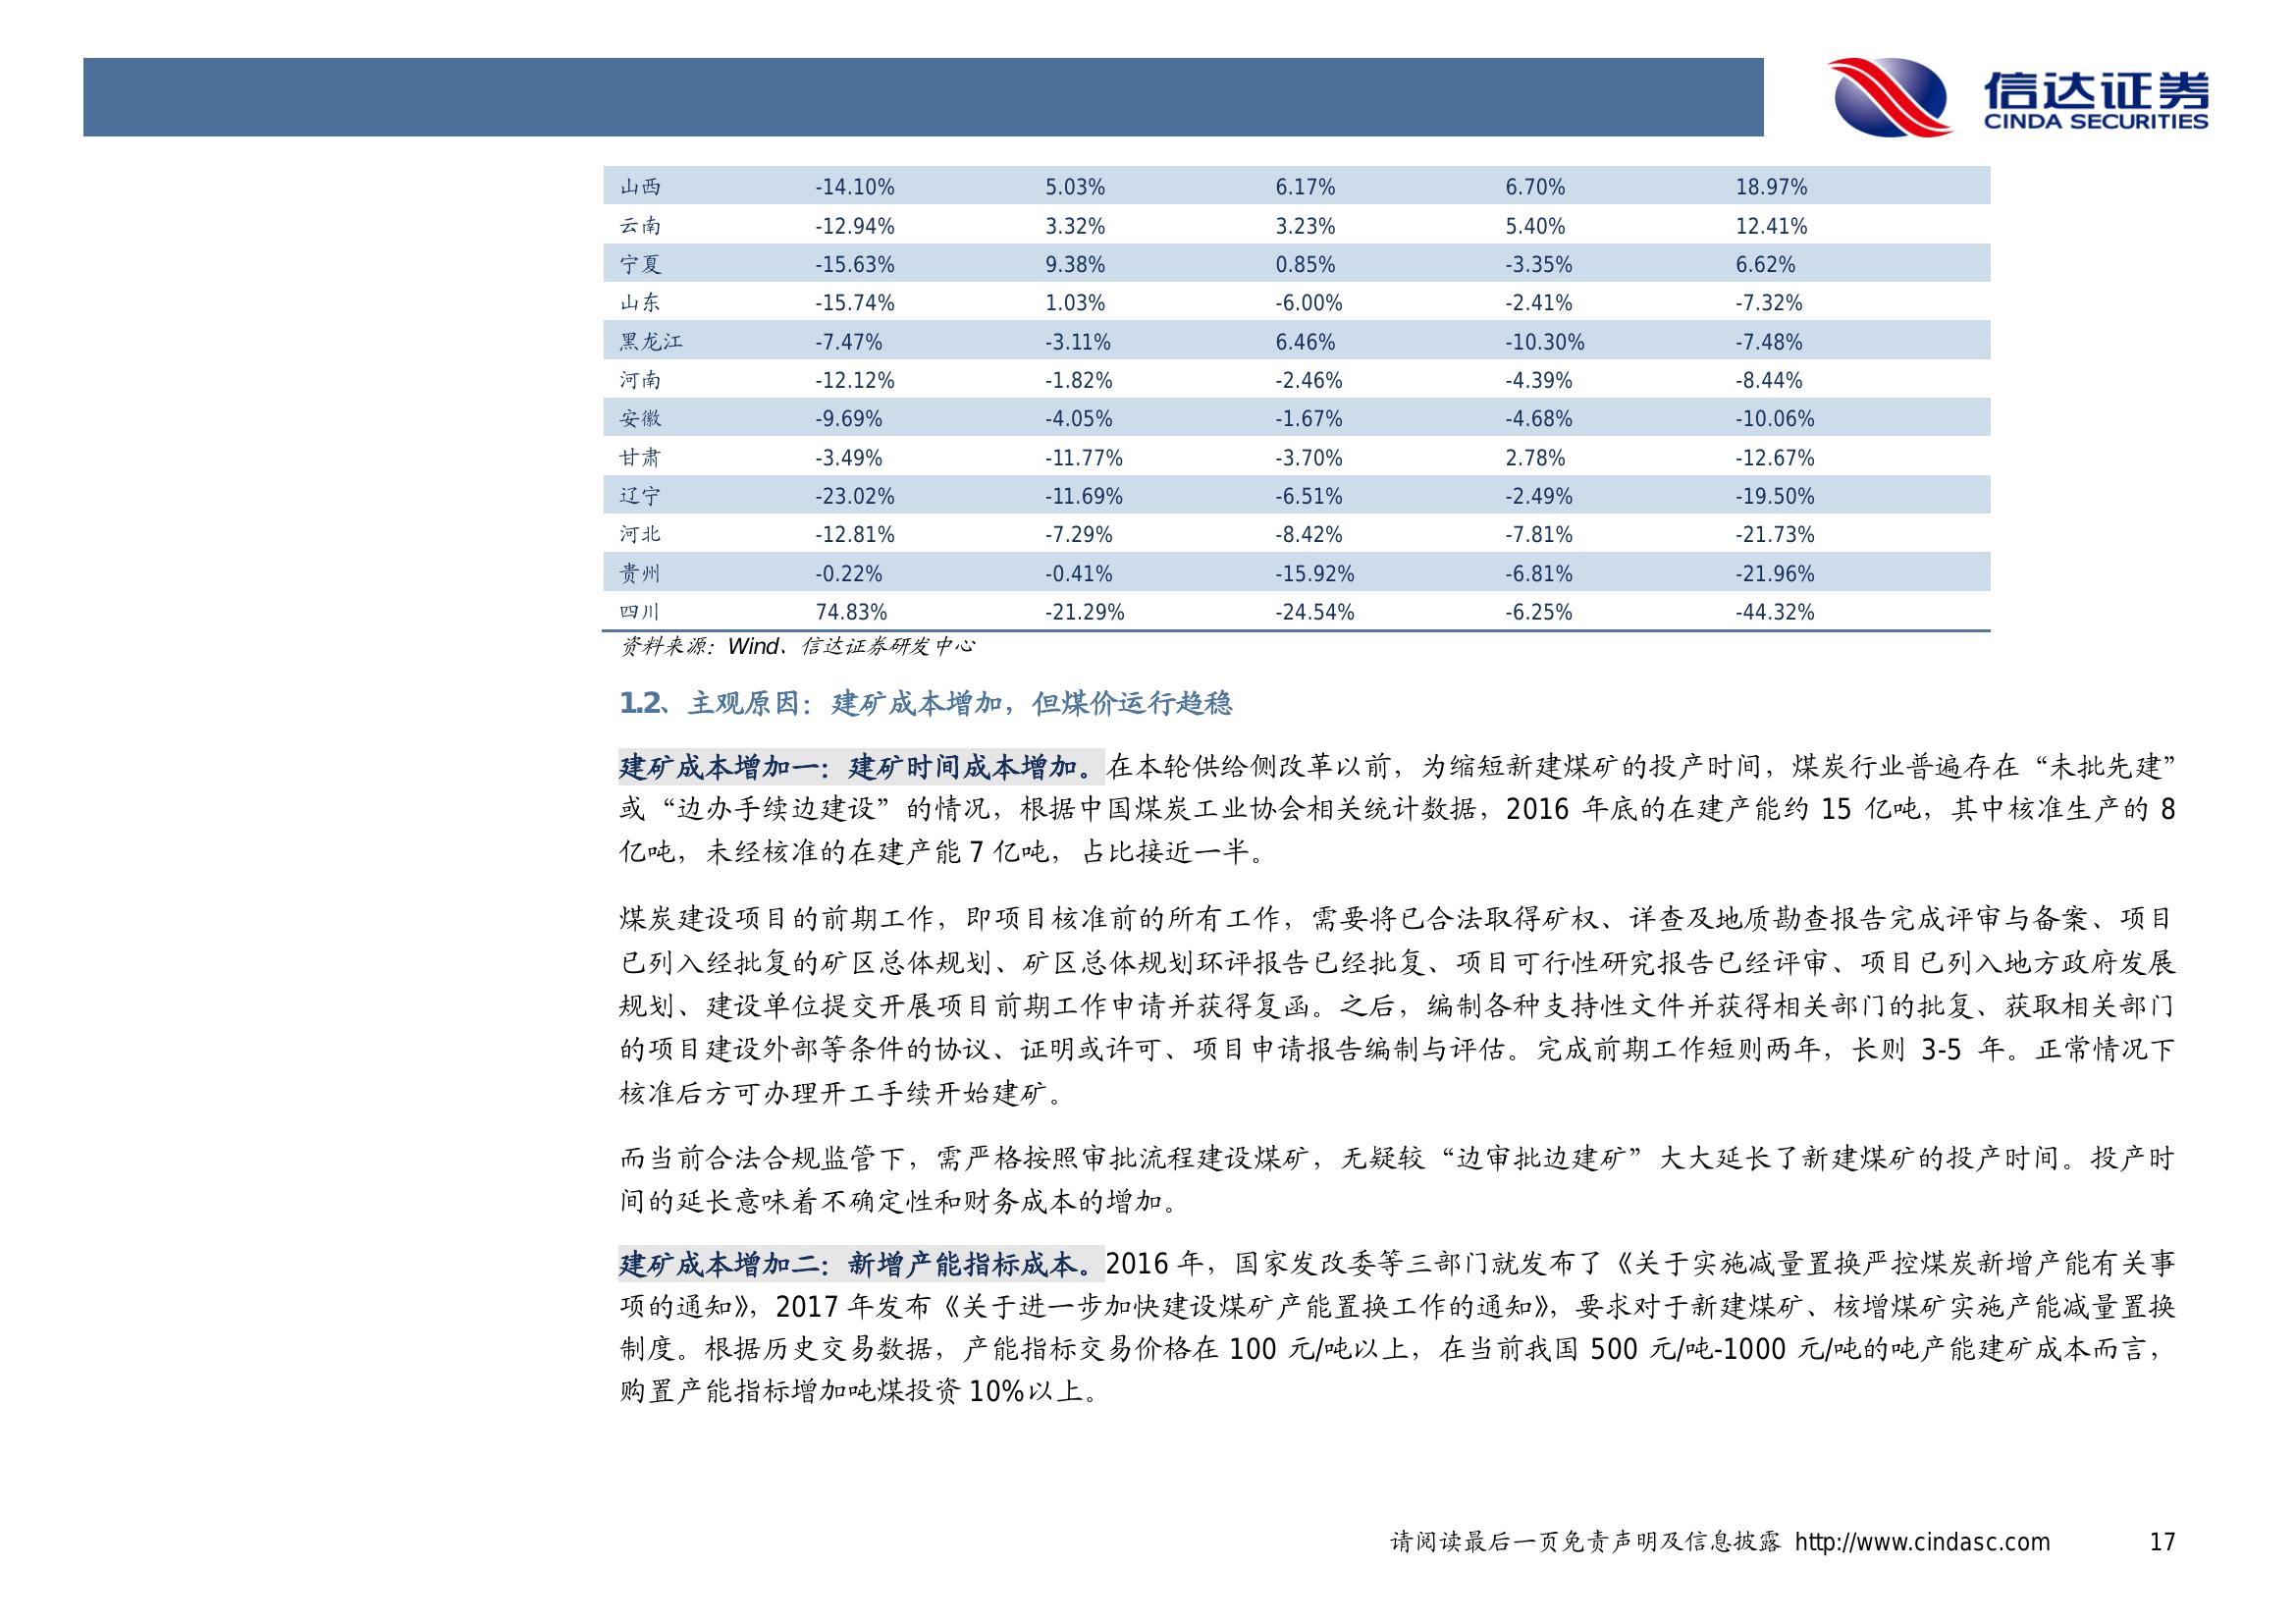 信达证券
CINDA SECURITIES
山西 -14.10% 5.03% 6.17% 6.70% 18.97%
云南 -12.94% 3.32% 3.23% 5.40% 12.41%
宁夏 -15.63% 9.38% 0.85% -3.35% 6.62%
山东 -15.74% 1.03% -6.00% -2.41% -7.32%
黑龙江 -7.47% -3.11% 6.46% -10.30% -7.48%
河南 -12.12% -1.82% -2.46% -4.39% -8.44%
安徽 -9.69% -4.05% -1.67% -4.68% -10.06%
甘肃 -3.49% -11.77% -3.70% 2.78% -12.67%
辽宁 -23.02% -11.69% -6.51% -2.49% -19.50%
河北 -12.81% -7.29% -8.42% -7.81% -21.73%
贵州 -0.22% -0.41% -15.92% -6.81% -21.96%
四川 74.83% -21.29% -24.54% -6.25% -44.32%
资料来源：Wind、信达证券研发中心
1.2、主观原因：建矿成本增加，但煤价运行趋稳
建矿成本增加一：建矿时间成本增加。在本轮供给侧改革以前，为缩短新建煤矿的投产时间，煤炭行业普遍存在“未批先建”
或“边办手续边建设”的情况，根据中国煤炭工业协会相关统计数据，2016 年底的在建产能约 15 亿吨，其中核准生产的 8
亿吨，未经核准的在建产能 7 亿吨，占比接近一半。
煤炭建设项目的前期工作，即项目核准前的所有工作，需要将已合法取得矿权、详查及地质勘查报告完成评审与备案、项目
已列入经批复的矿区总体规划、矿区总体规划环评报告已经批复、项目可行性研究报告已经评审、项目已列入地方政府发展
规划、建设单位提交开展项目前期工作申请并获得复函。之后，编制各种支持性文件并获得相关部门的批复、获取相关部门
的项目建设外部等条件的协议、证明或许可、项目申请报告编制与评估。完成前期工作短则两年，长则 3-5 年。正常情况下
核准后方可办理开工手续开始建矿。
而当前合法合规监管下，需严格按照审批流程建设煤矿，无疑较“边审批边建矿”大大延长了新建煤矿的投产时间。投产时
间的延长意味着不确定性和财务成本的增加。
建矿成本增加二：新增产能指标成本。2016 年，国家发改委等三部门就发布了《关于实施减量置换严控煤炭新增产能有关事
项的通知》，2017 年发布《关于进一步加快建设煤矿产能置换工作的通知》，要求对于新建煤矿、核增煤矿实施产能减量置换
制度。根据历史交易数据，产能指标交易价格在 100 元/吨以上，在当前我国 500 元/吨-1000 元/吨的吨产能建矿成本而言，
购置产能指标增加吨煤投资 10%以上。
请阅读最后一页免责声明及信息披露 http://www.cindasc.com 17